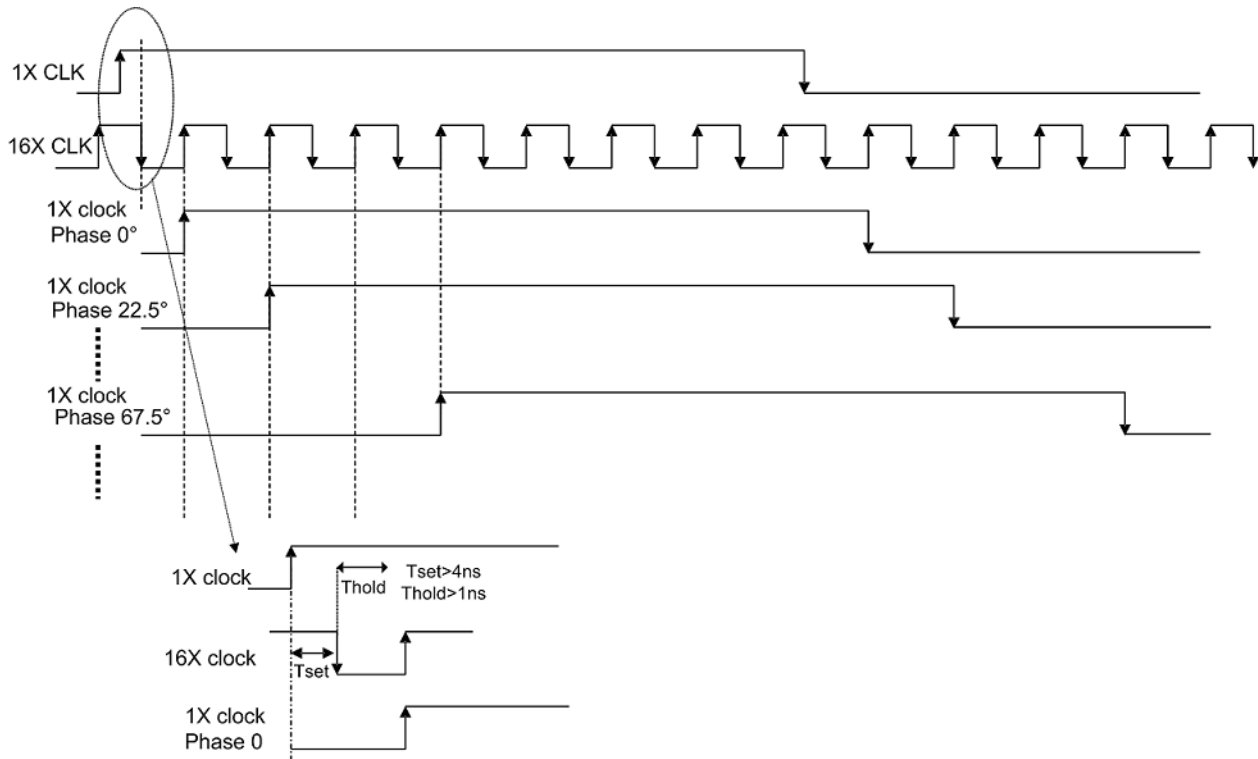 1X CLK
16X CLK
1X clock
Phase 0°
1X clock
Phase 22.5°
1X clock
Phase 67.5°
1X clock
Thold
Tset>4ns
Thold>1ns
16X clock
Tset
1X clock
Phase 0